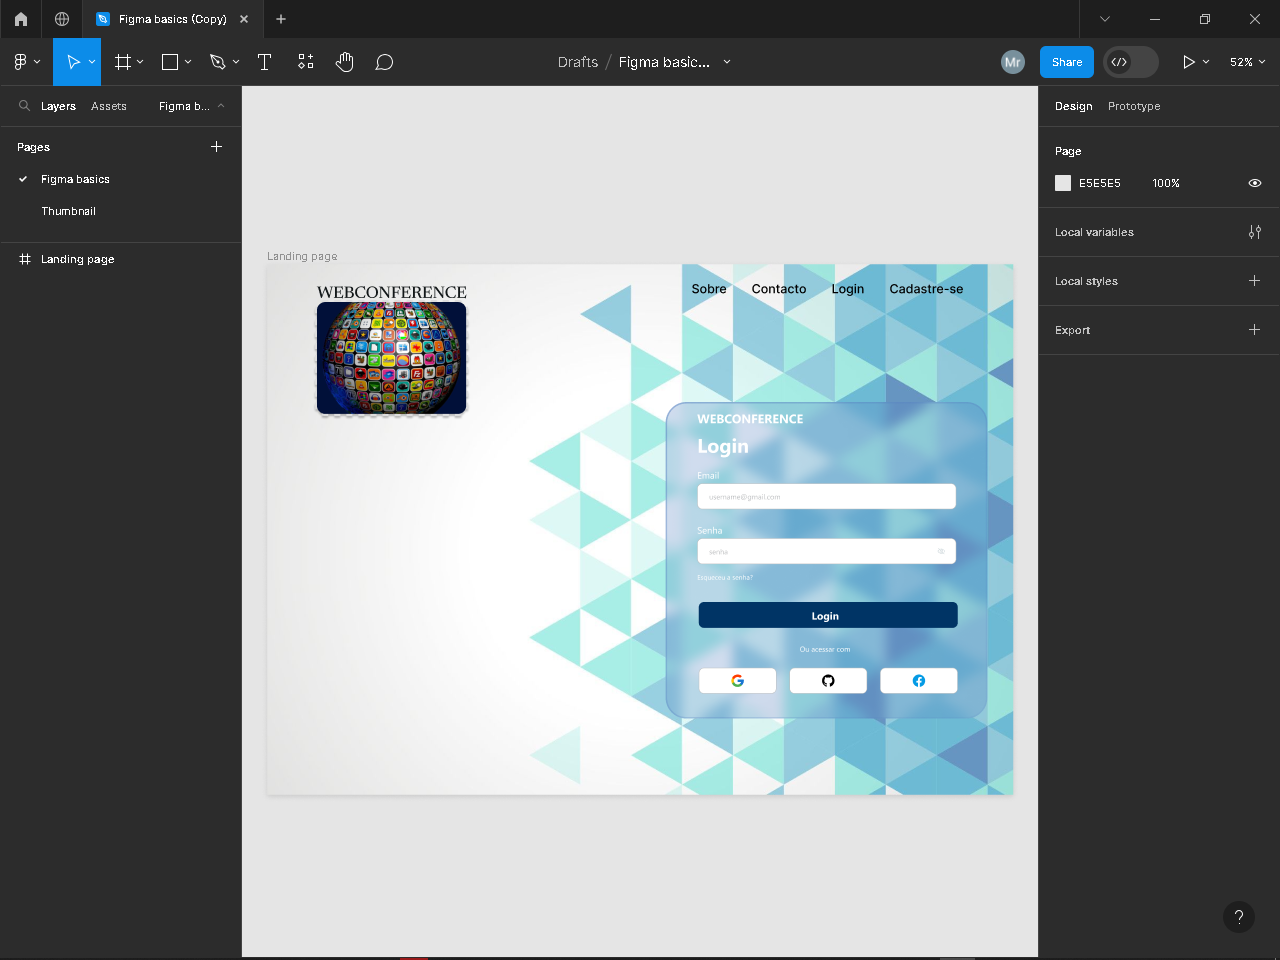 Figma basics (Copy)
Drafts / Figma basic...
Mr
Share
52%
Layers
Assets
Figma b...
Design
Prototype
Pages
Figma basics
Thumbnail
Landing page
Page
E5E5E5
100%
Local variables
Local styles
Export
Landing page
WEBCONFERENCE
Sobre
Contacto
Login
Cadastre-se
WEBCONFERENCE
Login
Email
username@gmail.com
Senha
senha
Esqueceu a senha?
Login
Ou acessar com
?